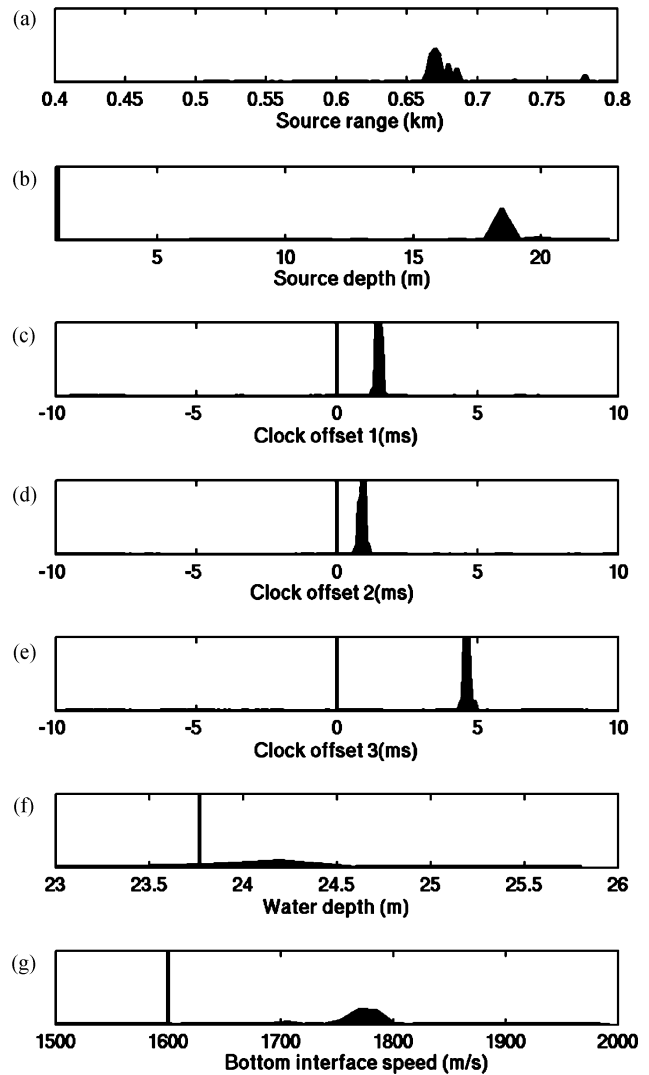 (a)
0.4 0.45 0.5 0.55 0.6 0.65 0.7 0.75 0.8
Source range (km)
(b)
5 10 15 20
Source depth (m)
(c)
-10 -5 0 5 10
Clock offset 1(ms)
(d)
-10 -5 0 5 10
Clock offset 2(ms)
(e)
-10 -5 0 5 10
Clock offset 3(ms)
(f)
23 23.5 24 24.5 25 25.5 26
Water depth (m)
(g)
1500 1600 1700 1800 1900 2000
Bottom interface speed (m/s)